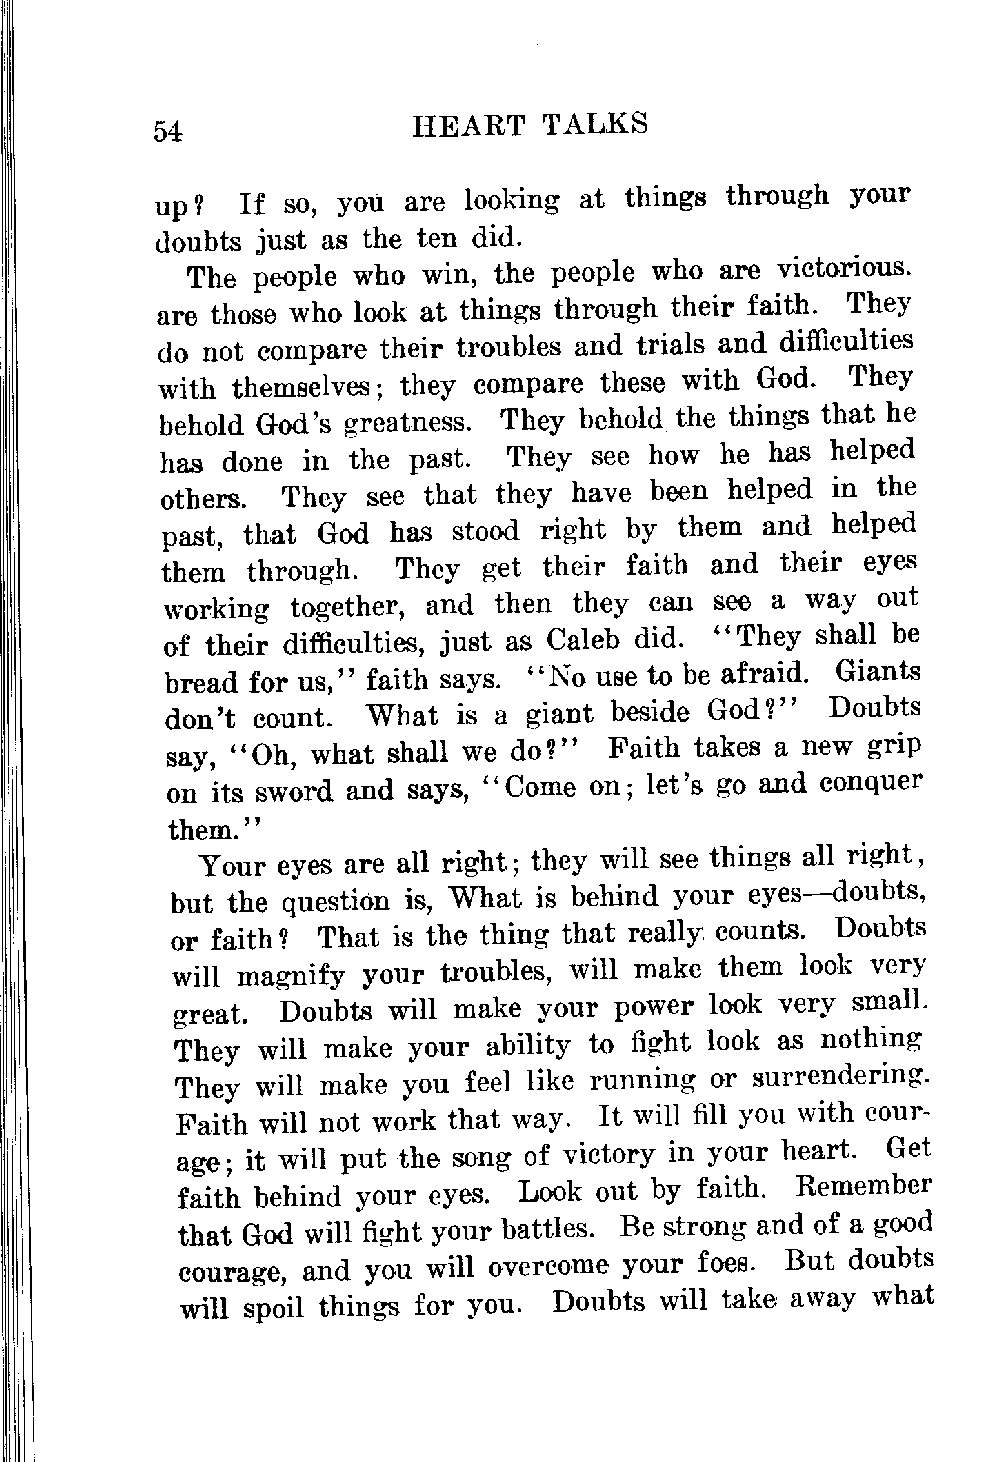 54 HEART TALKS
up? If so, you are looking at things through your
doubts just as the ten did.
The people who win, the people who are victorious.
are those who look at things through their faith. They
do not compare their troubles and trials and difficulties
with themselves; they compare these with God. They
behold God's greatness. They behold the things that he
has done in the past. They see how he has helped
others. They see that they have been helped in the
past, that God has stood right by them and helped
them through. They get their faith and their eyes
working together, and then they can see a way out
of their difficulties, just as Caleb did. "They shall be
bread for us," faith says. "No use to be afraid. Giants
don't count. What is a giant beside God?" Doubts
say, "Oh, what shall we do?" Faith takes a new grip
on its sword and says, "Come on; let's go and conquer
them."
Your eyes are all right; they will see things all right,
but the question is, What is behind your eyes—doubts,
or faith? That is the thing that really counts. Doubts
will magnify your troubles, will make them look very
great. Doubts will make your power look very small.
They will make your ability to fight look as nothing
They will make you feel like running or surrendering.
Faith will not work that way. It will fill you with cour-
age; it will put the song of victory in your heart. Get
faith behind your eyes. Look out by faith. Remember
that God will fight your battles. Be strong and of a good
courage, and you will overcome your foes. But doubts
will spoil things for you. Doubts will take away what